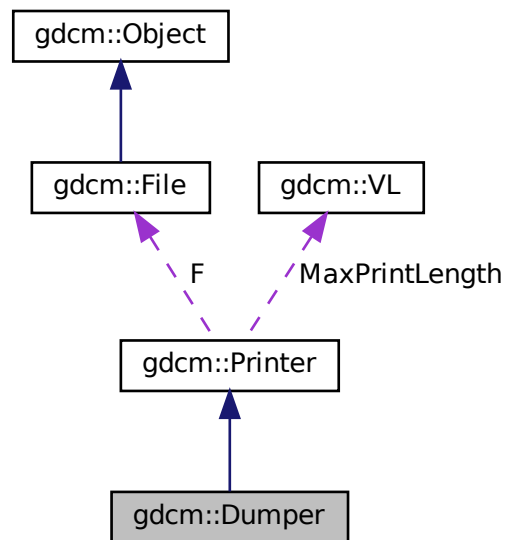 gdcm::Object
gdcm::File
gdcm::VL
F
MaxPrintLength
gdcm::Printer
gdcm::Dumper